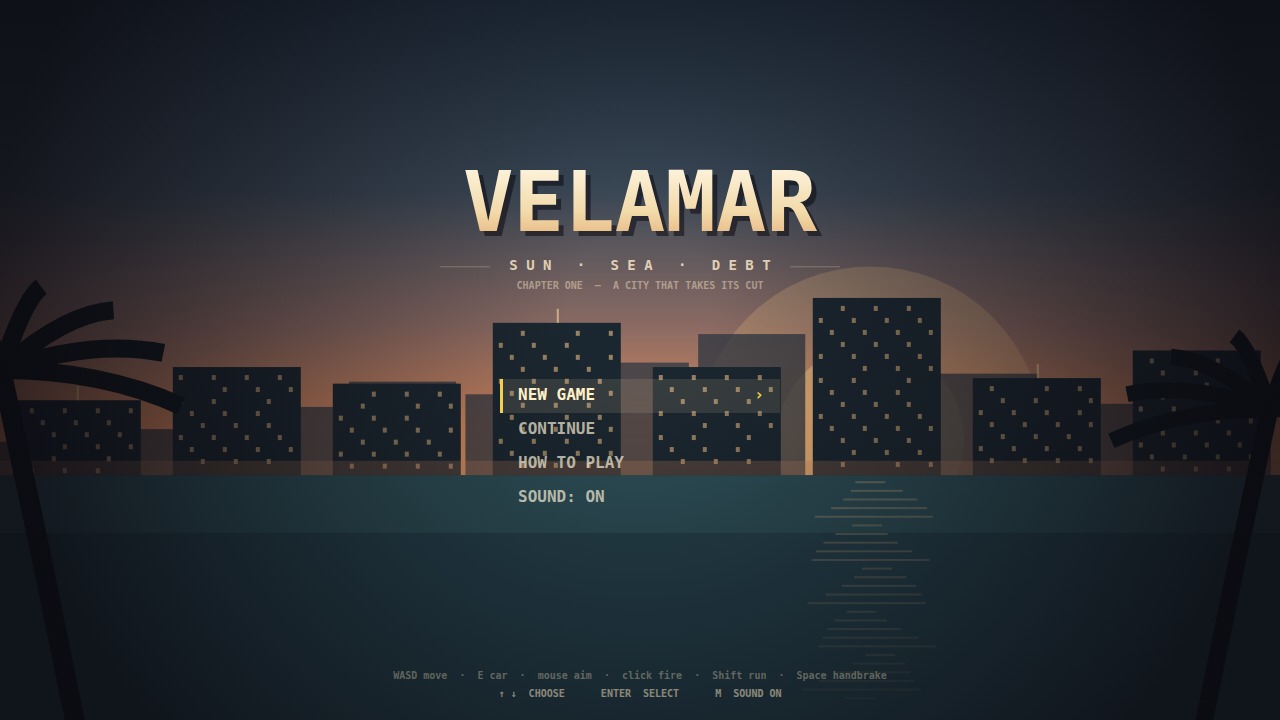 VELAMAR
SUN · SEA · DEBT
CHAPTER ONE — A CITY THAT TAKES ITS CUT
NEW GAME ›
CONTINUE
HOW TO PLAY
SOUND: ON
WASD move · E car · mouse aim · click fire · Shift run · Space handbrake
↑ ↓ CHOOSE ENTER SELECT M SOUND ON